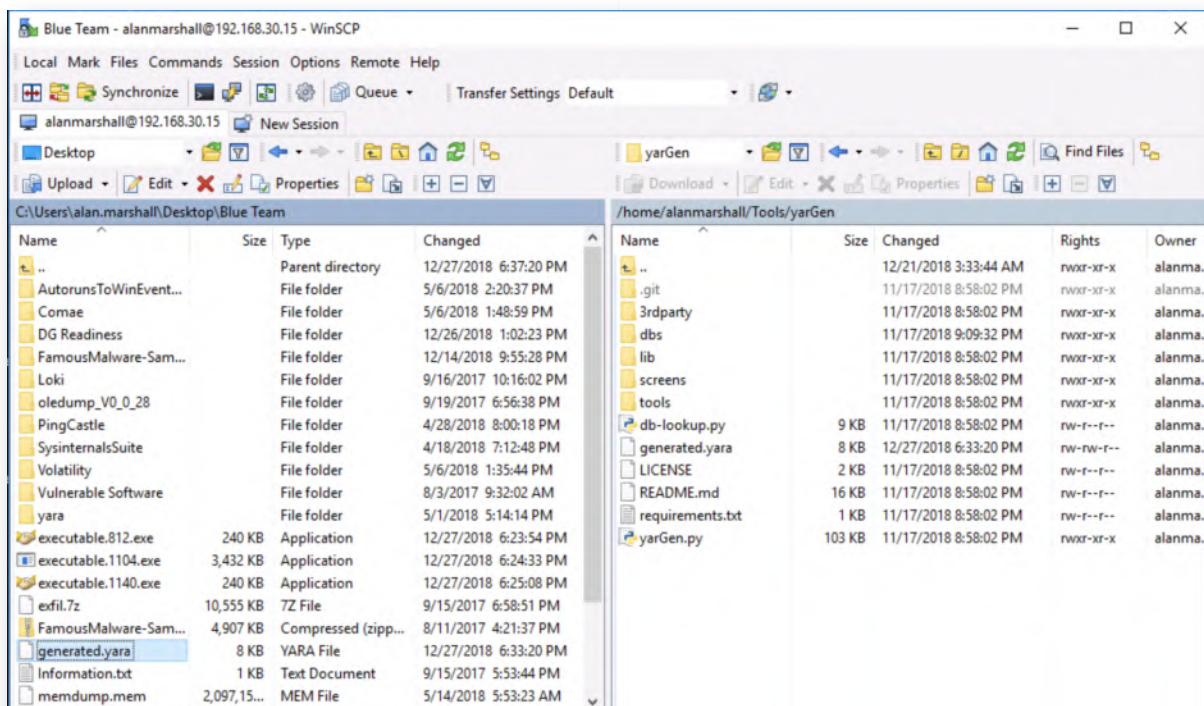 Blue Team - alanmarshall@192.168.30.15 - WinSCP
Local Mark Files Commands Session Options Remote Help
Synchronize Queue Transfer Settings Default
alanmarshall@192.168.30.15 New Session
Desktop yarGen Find Files
Upload Edit Properties Download Edit Properties
C:\Users\alan.marshall\Desktop\Blue Team /home/alanmarshall/Tools/yarGen
Name Size Type Changed Name Size Changed Rights Owner
.. Parent directory 12/27/2018 6:37:20 PM .. 12/21/2018 3:33:44 AM rwxr-xr-x alanma.
AutorunsToWinEvent... File folder 5/6/2018 2:20:37 PM .git 11/17/2018 8:58:02 PM rwxr-xr-x alanma.
Comae File folder 5/6/2018 1:48:59 PM 3rdparty 11/17/2018 8:58:02 PM rwxr-xr-x alanma.
DG Readiness File folder 12/26/2018 1:02:23 PM dbs 11/17/2018 9:09:32 PM rwxr-xr-x alanma.
FamousMalware-Sam... File folder 12/14/2018 9:55:28 PM lib 11/17/2018 8:58:02 PM rwxr-xr-x alanma.
Loki File folder 9/16/2017 10:16:02 PM screens 11/17/2018 8:58:02 PM rwxr-xr-x alanma.
oledump_V0_0_28 File folder 9/19/2017 6:56:38 PM tools 11/17/2018 8:58:02 PM rwxr-xr-x alanma.
PingCastle File folder 4/28/2018 8:00:18 PM db-lookup.py 9 KB 11/17/2018 8:58:02 PM rw-r--r-- alanma.
SysinternalsSuite File folder 4/18/2018 7:12:48 PM generated.yara 8 KB 12/27/2018 6:33:20 PM rw-rw-r-- alanma.
Volatility File folder 5/6/2018 1:35:44 PM LICENSE 2 KB 11/17/2018 8:58:02 PM rw-r--r-- alanma.
Vulnerable Software File folder 8/3/2017 9:32:02 AM README.md 16 KB 11/17/2018 8:58:02 PM rw-r--r-- alanma.
yara File folder 5/1/2018 5:14:14 PM requirements.txt 1 KB 11/17/2018 8:58:02 PM rw-r--r-- alanma.
executable.812.exe 240 KB Application 12/27/2018 6:23:54 PM yarGen.py 103 KB 11/17/2018 8:58:02 PM rwxr-xr-x alanma.
executable.1104.exe 3,432 KB Application 12/27/2018 6:24:33 PM
executable.1140.exe 240 KB Application 12/27/2018 6:25:08 PM
exfil.7z 10,555 KB 7Z File 9/15/2017 6:58:51 PM
FamousMalware-Sam... 4,907 KB Compressed (zipp... 8/11/2017 4:21:37 PM
generated.yara 8 KB YARA File 12/27/2018 6:33:20 PM
Information.txt 1 KB Text Document 9/15/2017 5:53:44 PM
memdump.mem 2,097,15... MEM File 5/14/2018 5:53:23 AM